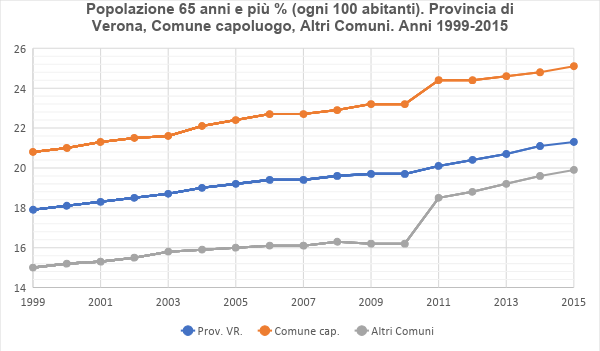 Popolazione 65 anni e più % (ogni 100 abitanti). Provincia di
Verona, Comune capoluogo, Altri Comuni. Anni 1999-2015
26
24
22
20
18
16
14
1999 2001 2003 2005 2007 2009 2011 2013 2015
Prov. VR. Comune cap. Altri Comuni